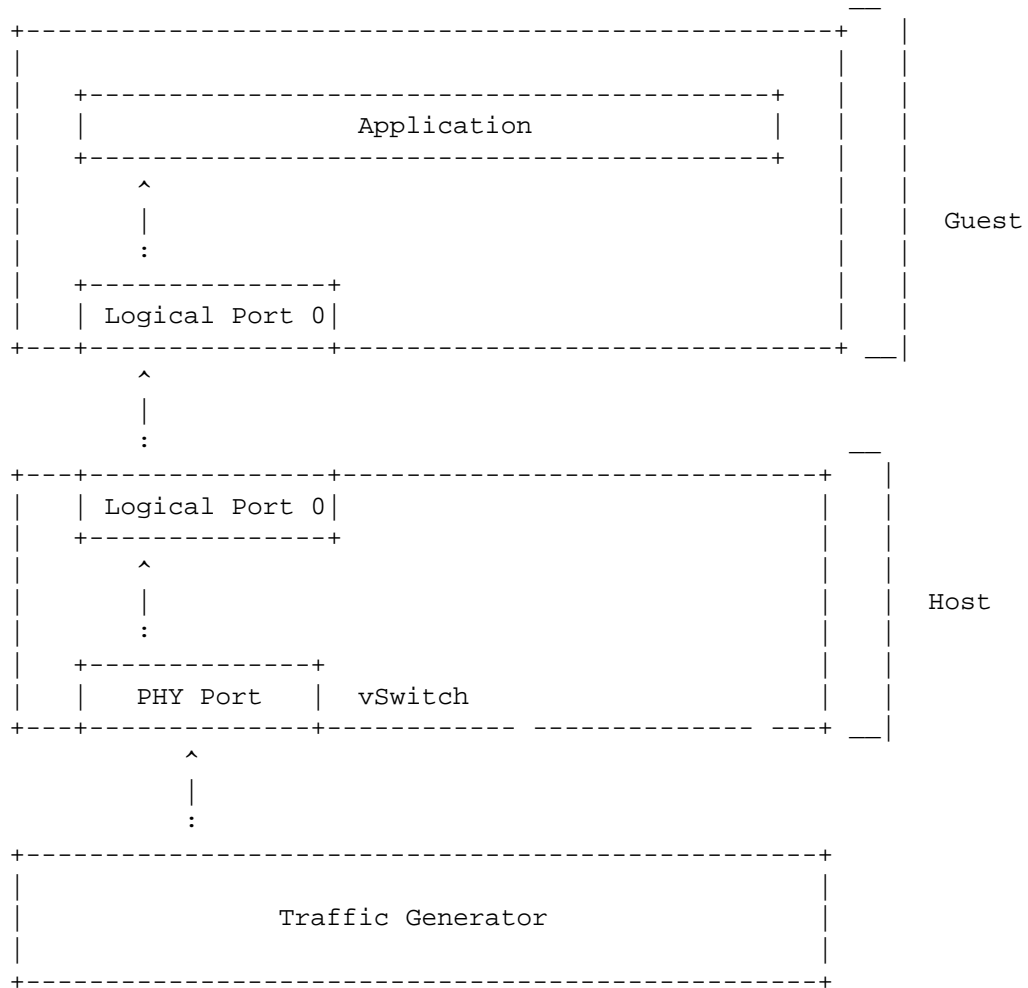 Application
Guest
Logical Port 0
Logical Port 0
Host
PHY Port vSwitch
Traffic Generator